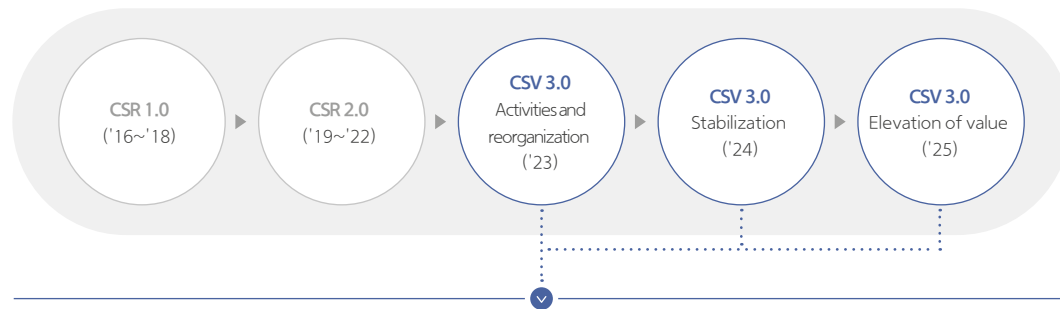 CSR 1.0
('16~'18)
CSR 2.0
('19~'22)
CSV 3.0
Activities and
reorganization
('23)
CSV 3.0
Stabilization
('24)
CSV 3.0
Elevation of value
('25)